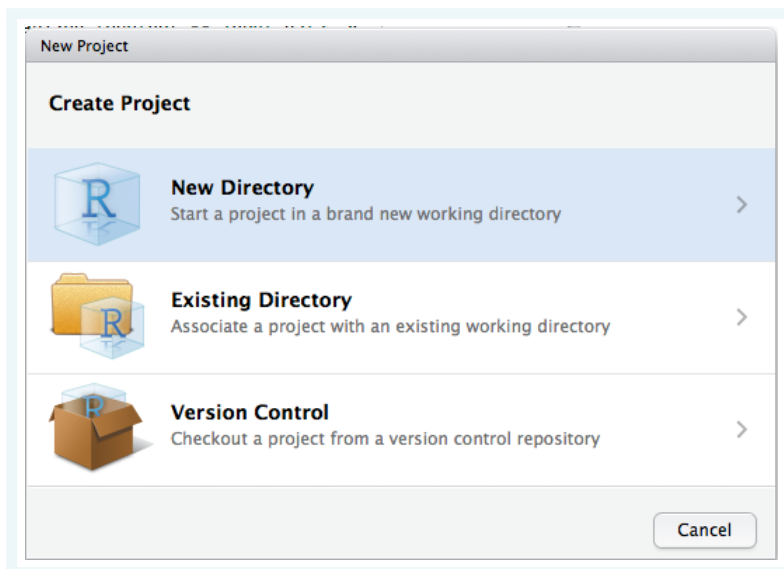 New Project
Create Project
R
New Directory
Start a project in a brand new working directory
R
Existing Directory
Associate a project with an existing working directory
R
Version Control
Checkout a project from a version control repository
Cancel